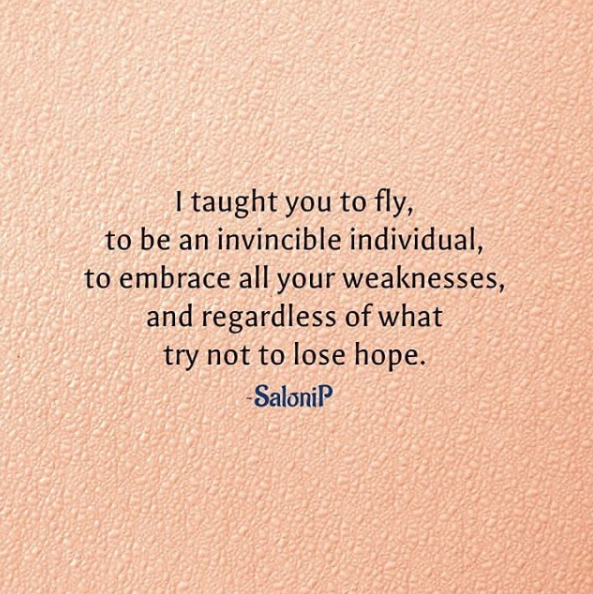 I taught you to fly,
to be an invincible individual,
to embrace all your weaknesses,
and regardless of what
try not to lose hope.
-SaloniP